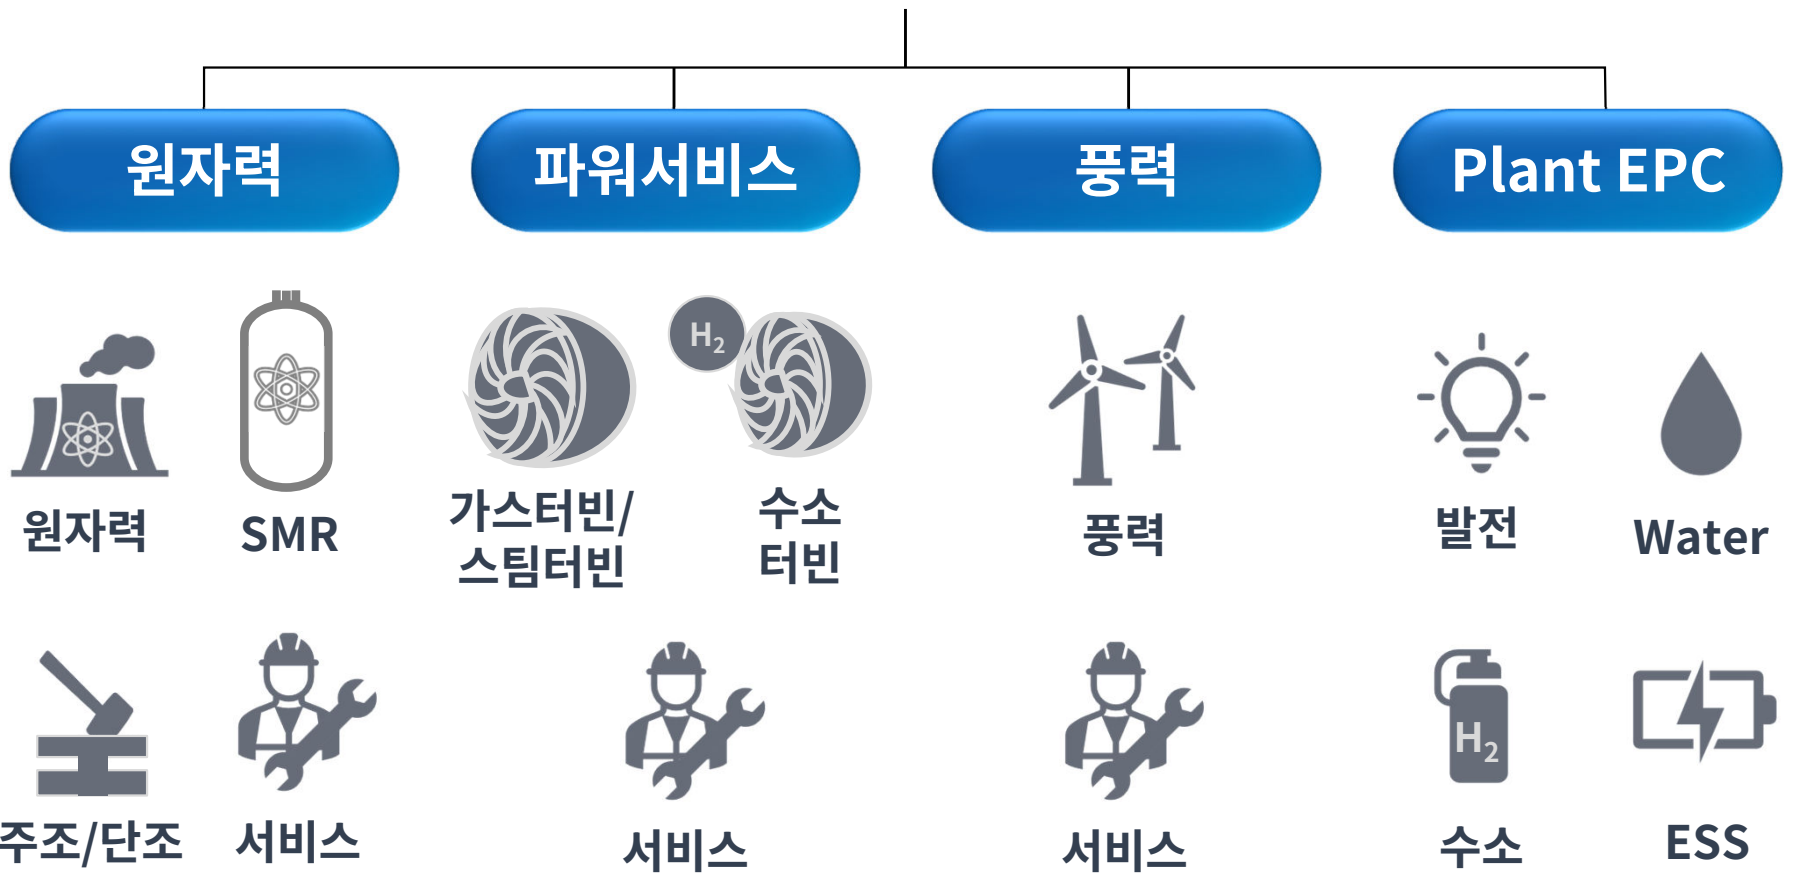 원자력
파워서비스
풍력
Plant EPC
원자력
SMR
H2
가스터빈/
스팀터빈
수소
터빈
풍력
발전
Water
주조/단조
서비스
서비스
서비스
H2
수소
ESS